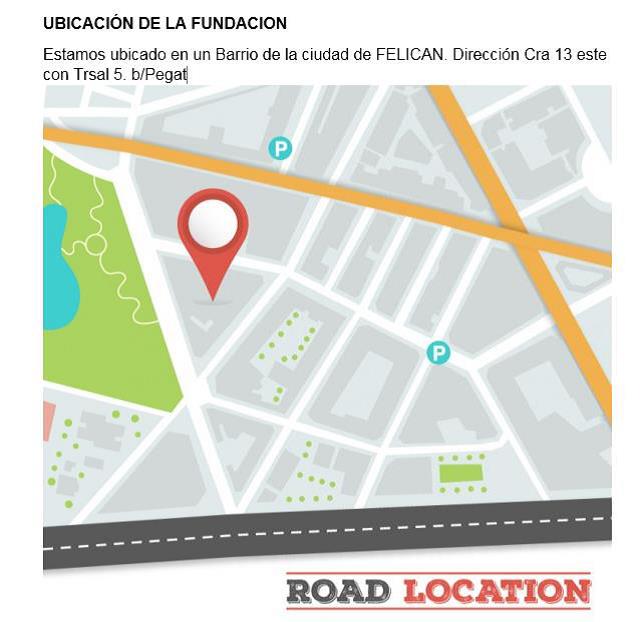 UBICACIÓN DE LA FUNDACION
Estamos ubicado en un Barrio de la ciudad de FELICAN. Dirección Cra 13 este
con Trsal 5. b/Pegat
P
P
ROAD LOCATION